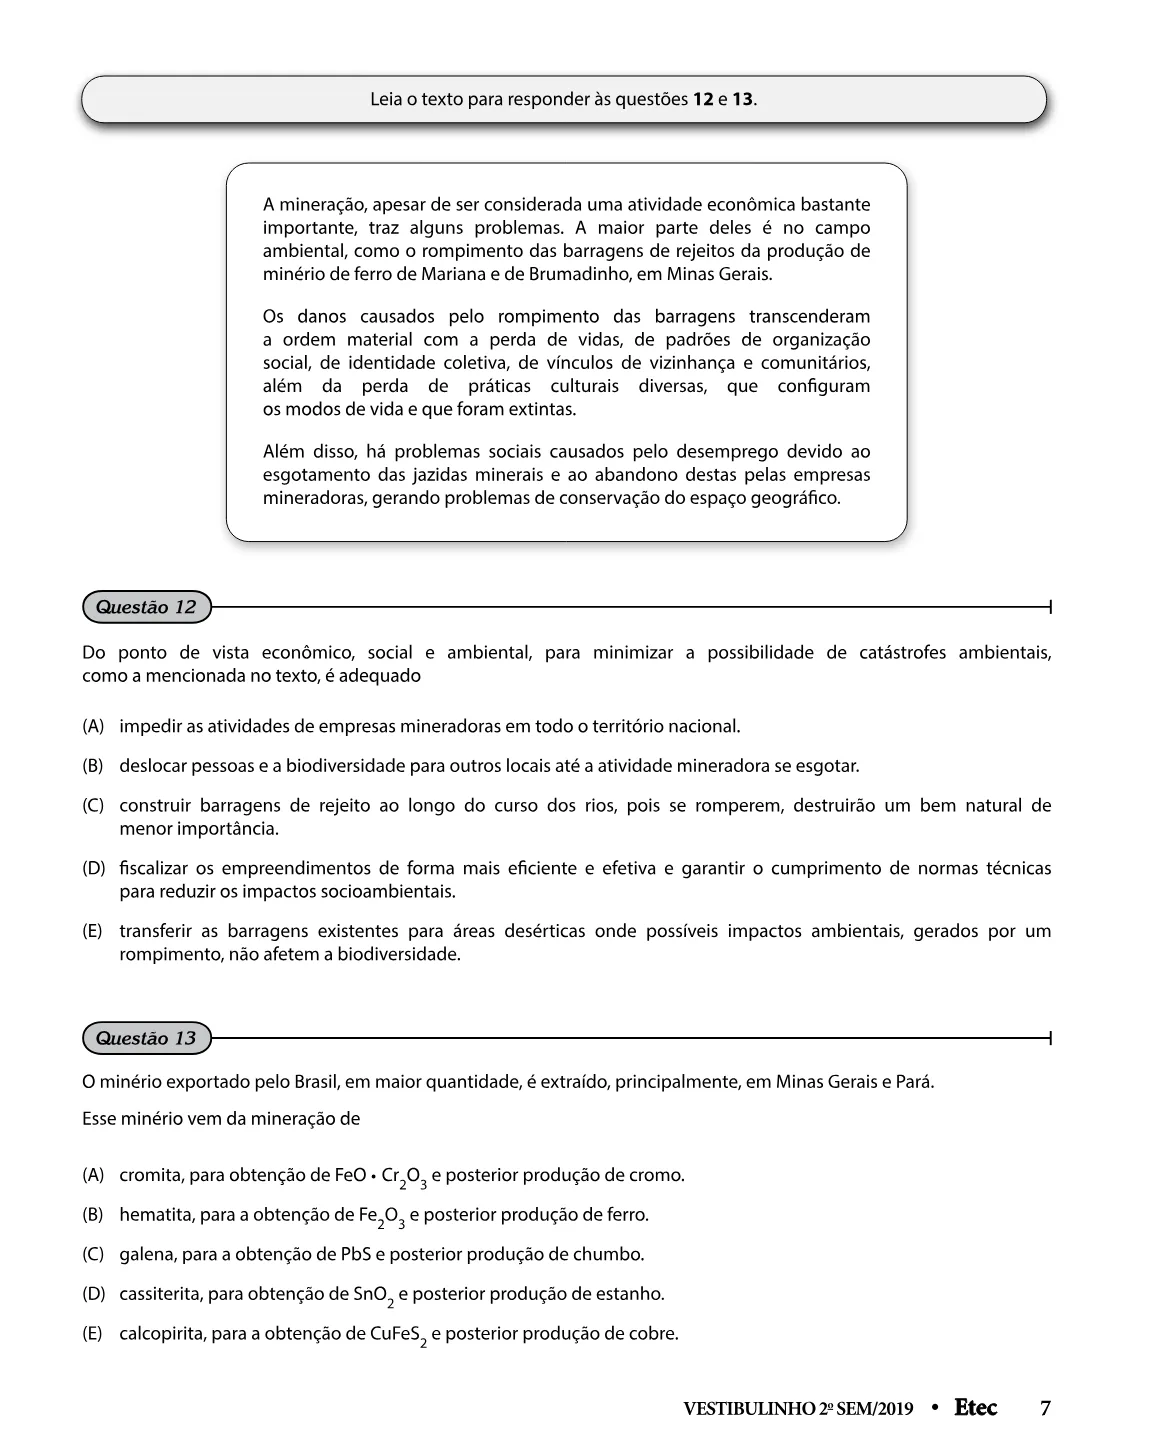 Leia o texto para responder às questões 12 e 13.
A mineração, apesar de ser considerada uma atividade econômica bastante
importante, traz alguns problemas. A maior parte deles é no campo
ambiental, como o rompimento das barragens de rejeitos da produção de
minério de ferro de Mariana e de Brumadinho, em Minas Gerais.
Os danos causados pelo rompimento das barragens transcenderam
a ordem material com a perda de vidas, de padrões de organização
social, de identidade coletiva, de vínculos de vizinhança e comunitários,
além da perda de práticas culturais diversas, que configuram
os modos de vida e que foram extintas.
Além disso, há problemas sociais causados pelo desemprego devido ao
esgotamento das jazidas minerais e ao abandono destas pelas empresas
mineradoras, gerando problemas de conservação do espaço geográfico.
Questão 12
Do ponto de vista econômico, social e ambiental, para minimizar a possibilidade de catástrofes ambientais,
como a mencionada no texto, é adequado
(A) impedir as atividades de empresas mineradoras em todo o território nacional.
(B) deslocar pessoas e a biodiversidade para outros locais até a atividade mineradora se esgotar.
(C) construir barragens de rejeito ao longo do curso dos rios, pois se romperem, destruirão um bem natural de
menor importância.
(D) fiscalizar os empreendimentos de forma mais eficiente e efetiva e garantir o cumprimento de normas técnicas
para reduzir os impactos socioambientais.
(E) transferir as barragens existentes para áreas desérticas onde possíveis impactos ambientais, gerados por um
rompimento, não afetem a biodiversidade.
Questão 13
O minério exportado pelo Brasil, em maior quantidade, é extraído, principalmente, em Minas Gerais e Pará.
Esse minério vem da mineração de
(A) cromita, para obtenção de FeO • Cr₂O₃ e posterior produção de cromo.
(B) hematita, para a obtenção de Fe₂O₃ e posterior produção de ferro.
(C) galena, para a obtenção de PbS e posterior produção de chumbo.
(D) cassiterita, para obtenção de SnO₂ e posterior produção de estanho.
(E) calcopirita, para a obtenção de CuFeS₂ e posterior produção de cobre.
VESTIBULINHO 2º SEM/2019 • Etec 7